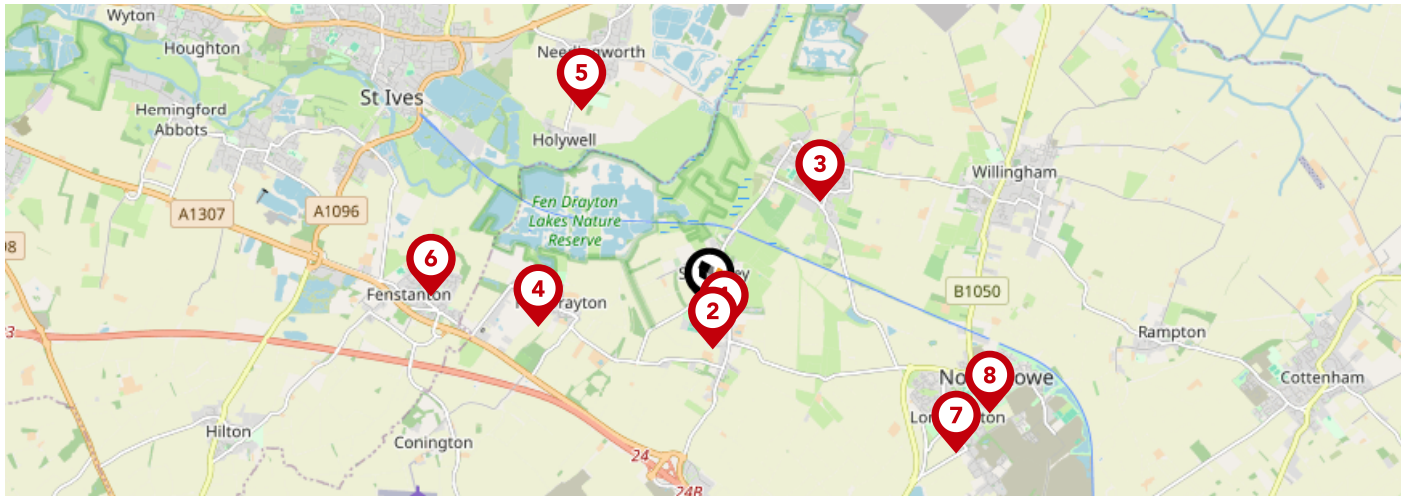 Wyton
Houghton
5
St Ives
Hemingford
Abbots
Holywell
3
Willingham
A1307
A1096
Fen Drayton
Lakes Nature
Reserve
6
4
2
Fenstanton
B1050
Rampton
8
7
Cottenham
Hilton
Conington
24
24B